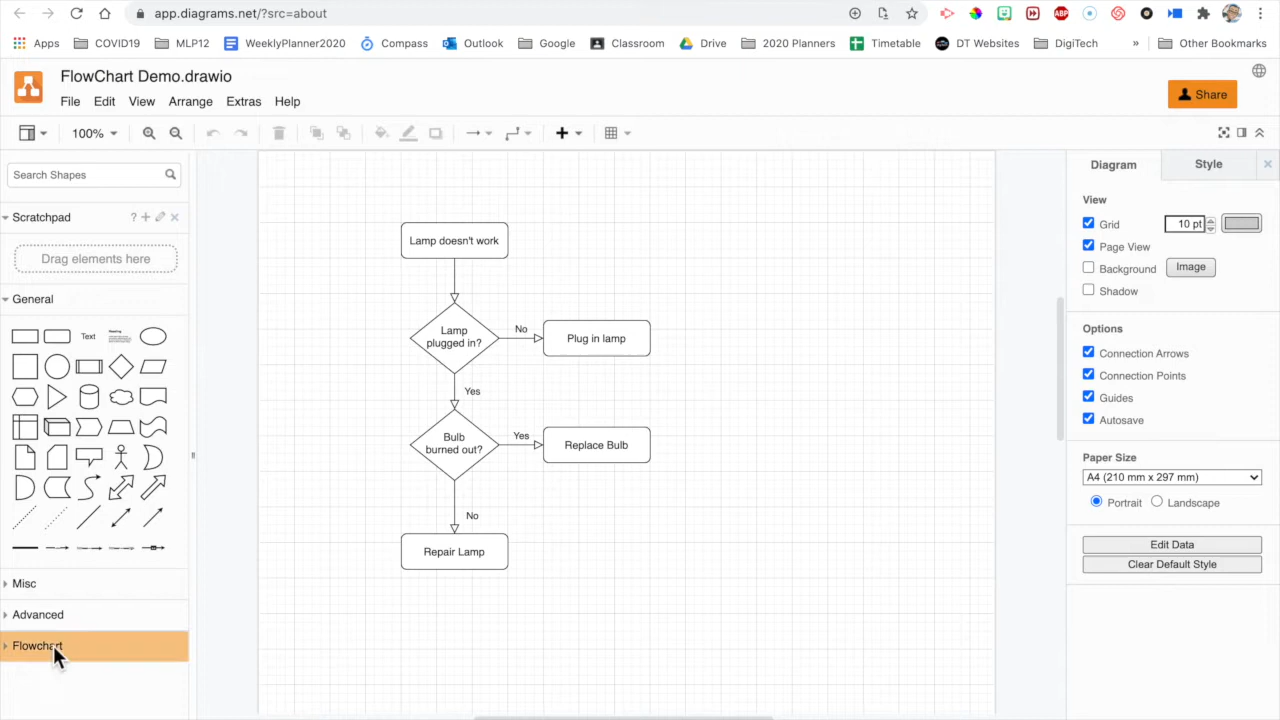 app.diagrams.net/?src=about
Apps COVID19 MLP12 WeeklyPlanner2020 Compass Outlook Google Classroom Drive 2020 Planners Timetable DT Websites DigiTech » Other Bookmarks
FlowChart Demo.drawio
File Edit View Arrange Extras Help
Share
100%
Search Shapes
Scratchpad ?
Drag elements here
General
Text
Heading
Misc
Advanced
Flowchart
Lamp doesn't work
Lamp
plugged in?
No
Plug in lamp
Yes
Bulb
burned out?
Yes
Replace Bulb
No
Repair Lamp
Diagram Style
View
Grid 10 pt
Page View
Background Image
Shadow
Options
Connection Arrows
Connection Points
Guides
Autosave
Paper Size
A4 (210 mm x 297 mm)
Portrait Landscape
Edit Data
Clear Default Style
ABP